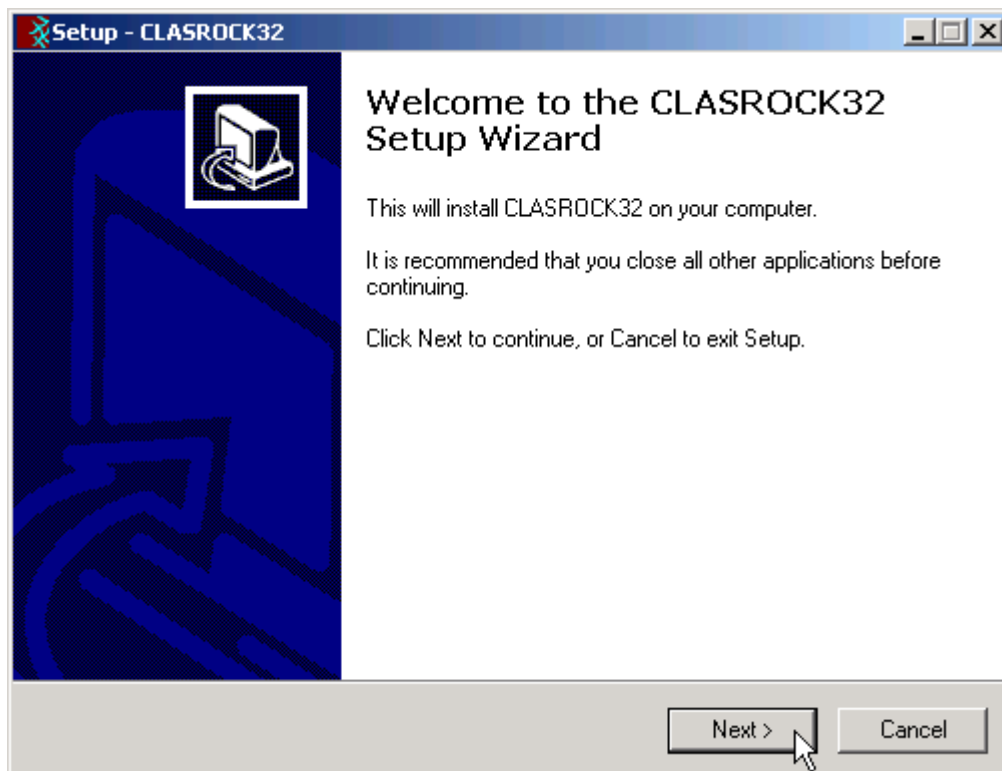 Setup - CLASROCK32
Welcome to the CLASROCK32
Setup Wizard
This will install CLASROCK32 on your computer.
It is recommended that you close all other applications before
continuing.
Click Next to continue, or Cancel to exit Setup.
Next >
Cancel